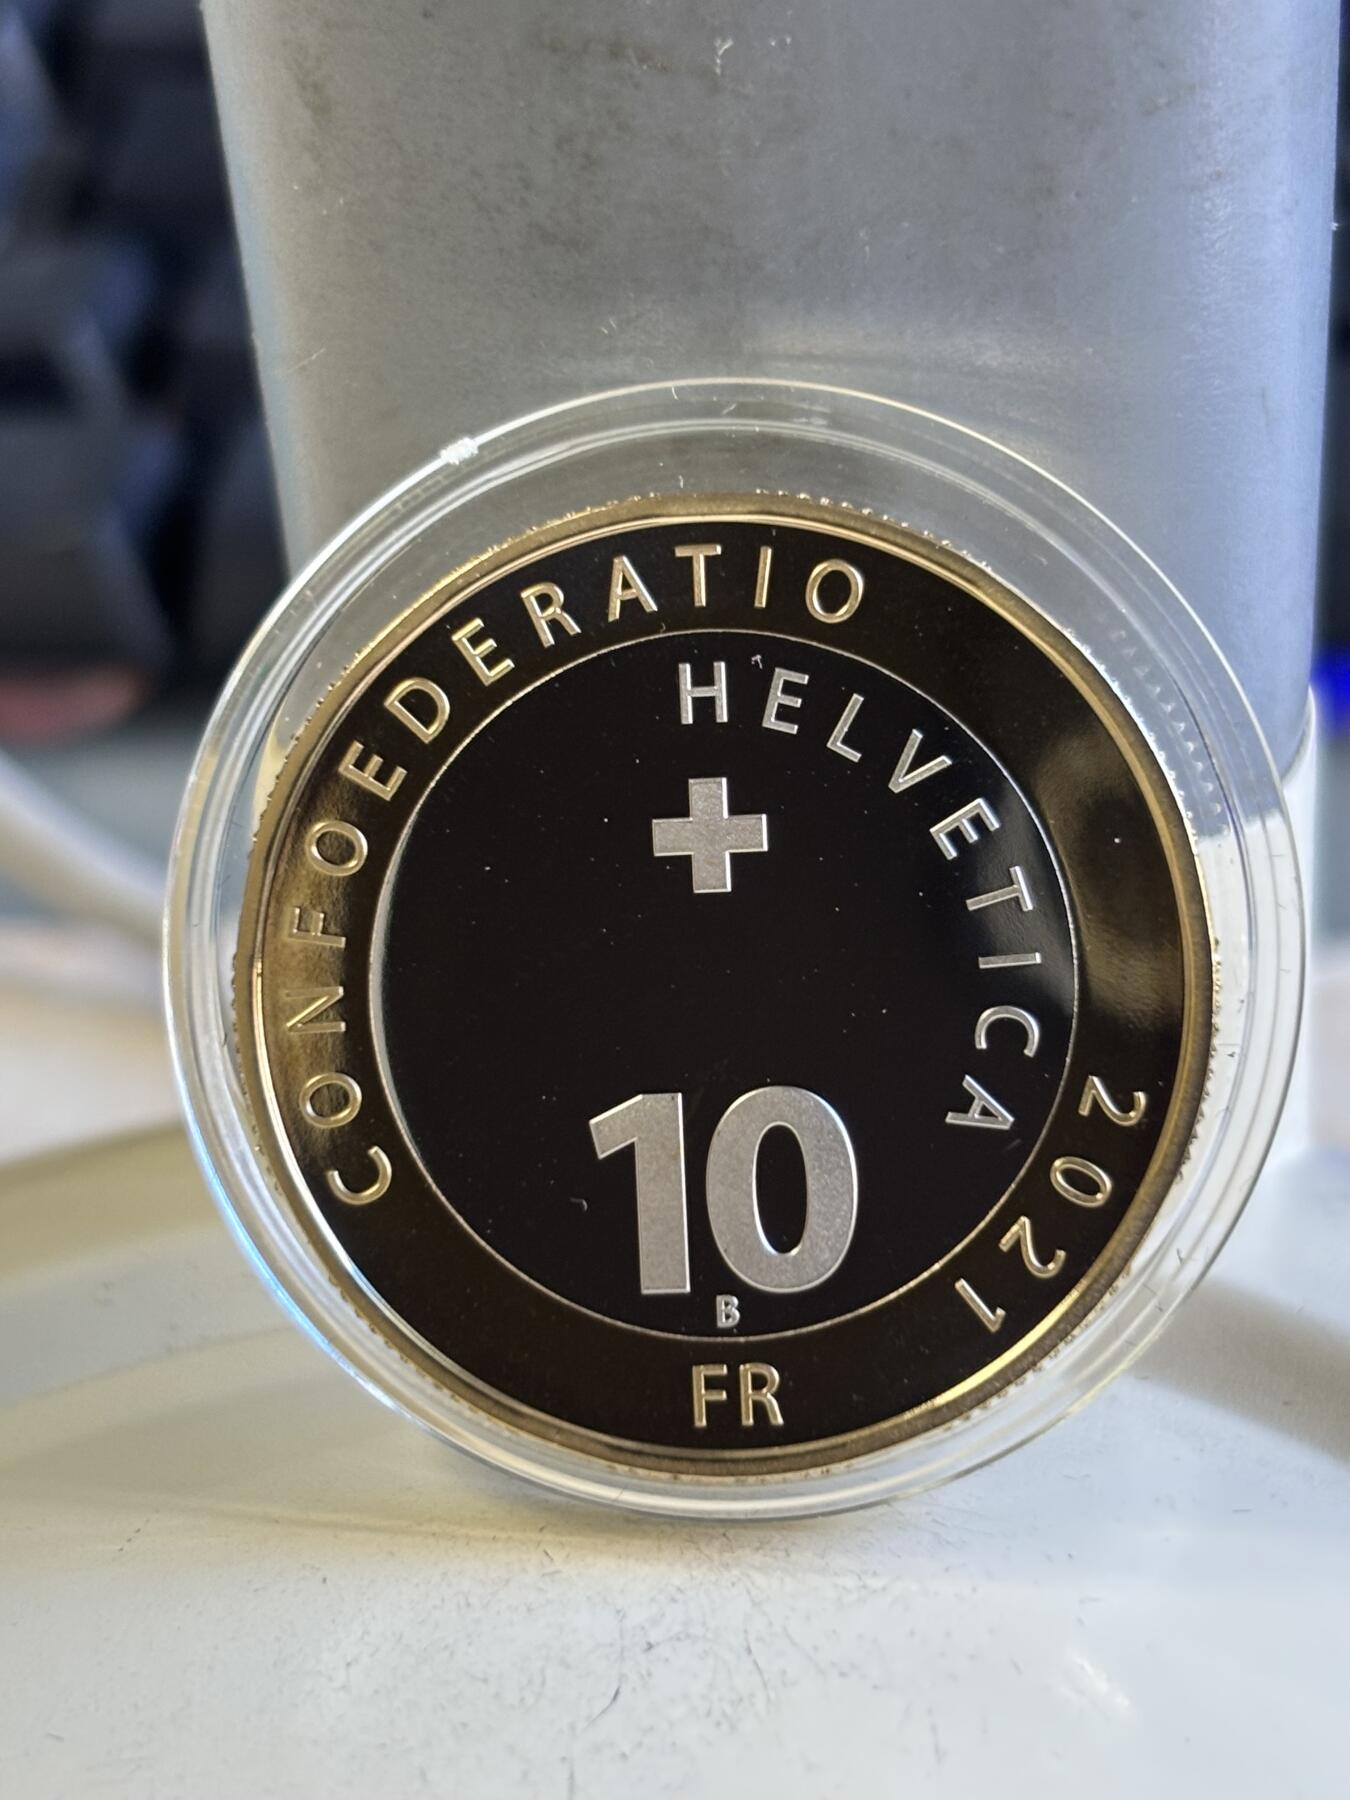 CONFOEDERATIO
HELVETICA
2021
10
B
FR